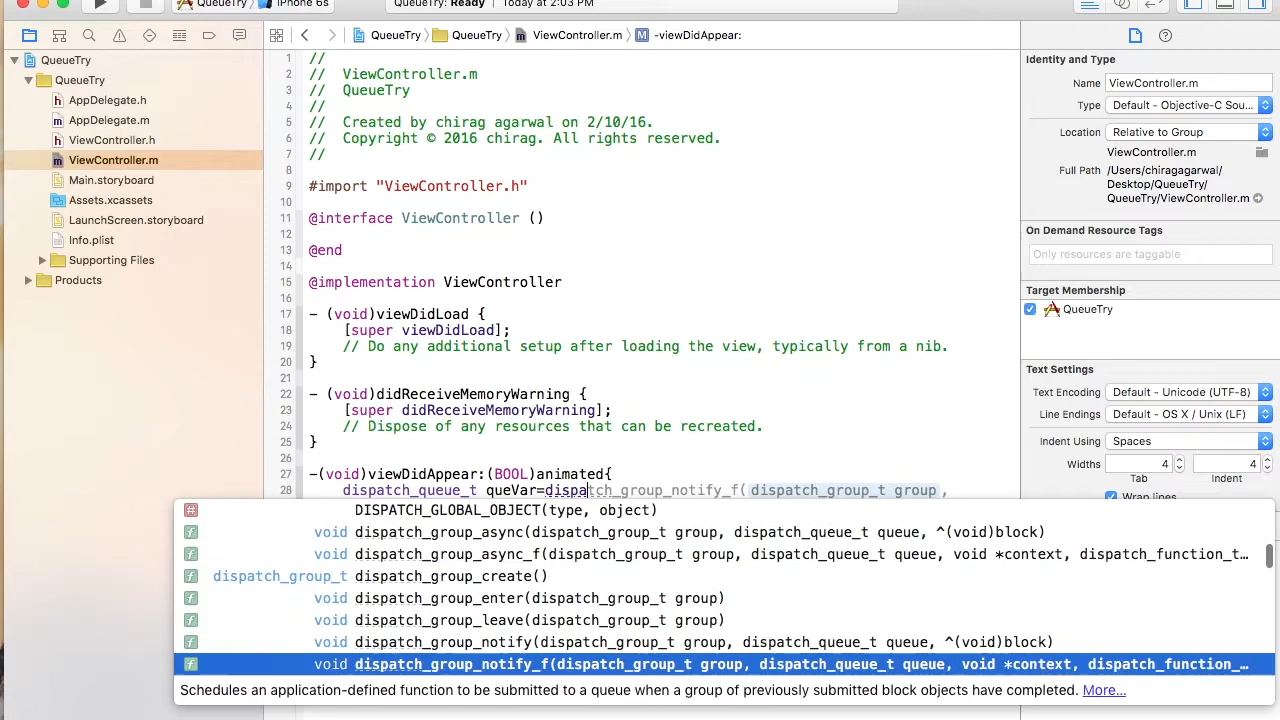 QueueTry
iPhone 6s
QueueTry: Ready | Today at 2:03 PM
QueueTry
QueueTry
ViewController.m
M
-viewDidAppear:
QueueTry
QueueTry
h AppDelegate.h
m AppDelegate.m
h ViewController.h
m ViewController.m
Main.storyboard
Assets.xcassets
LaunchScreen.storyboard
Info.plist
Supporting Files
Products
1 //
2 //  ViewController.m
3 //  QueueTry
4 //
5 //  Created by chirag agarwal on 2/10/16.
6 //  Copyright © 2016 chirag. All rights reserved.
7 //
8
9 #import "ViewController.h"
10
11 @interface ViewController ()
12
13 @end
14
15 @implementation ViewController
16
17 - (void)viewDidLoad {
18     [super viewDidLoad];
19     // Do any additional setup after loading the view, typically from a nib.
20 }
21
22 - (void)didReceiveMemoryWarning {
23     [super didReceiveMemoryWarning];
24     // Dispose of any resources that can be recreated.
25 }
26
27 -(void)viewDidAppear:(BOOL)animated{
28     dispatch_queue_t queVar=dispatch_group_notify_f(dispatch_group_t group,
# DISPATCH_GLOBAL_OBJECT(type, object)
f void dispatch_group_async(dispatch_group_t group, dispatch_queue_t queue, ^(void)block)
f void dispatch_group_async_f(dispatch_group_t group, dispatch_queue_t queue, void *context, dispatch_function_t...
f dispatch_group_t dispatch_group_create()
f void dispatch_group_enter(dispatch_group_t group)
f void dispatch_group_leave(dispatch_group_t group)
f void dispatch_group_notify(dispatch_group_t group, dispatch_queue_t queue, ^(void)block)
f void dispatch_group_notify_f(dispatch_group_t group, dispatch_queue_t queue, void *context, dispatch_function_...
Schedules an application-defined function to be submitted to a queue when a group of previously submitted block objects have completed. More...
Identity and Type
Name ViewController.m
Type Default - Objective-C Sou...
Location Relative to Group
ViewController.m
Full Path /Users/chiragagarwal/
Desktop/QueueTry/
QueueTry/ViewController.m
On Demand Resource Tags
Only resources are taggable
Target Membership
QueueTry
Text Settings
Text Encoding Default - Unicode (UTF-8)
Line Endings Default - OS X / Unix (LF)
Indent Using Spaces
Widths 4 4
Tab Indent
Wrap lines